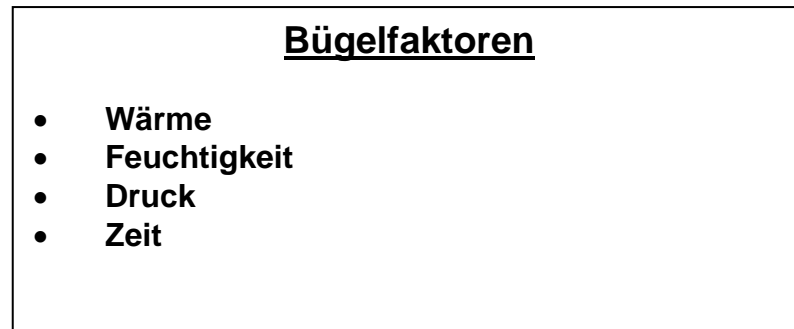 Bügelfaktoren
• Wärme
• Feuchtigkeit
• Druck
• Zeit